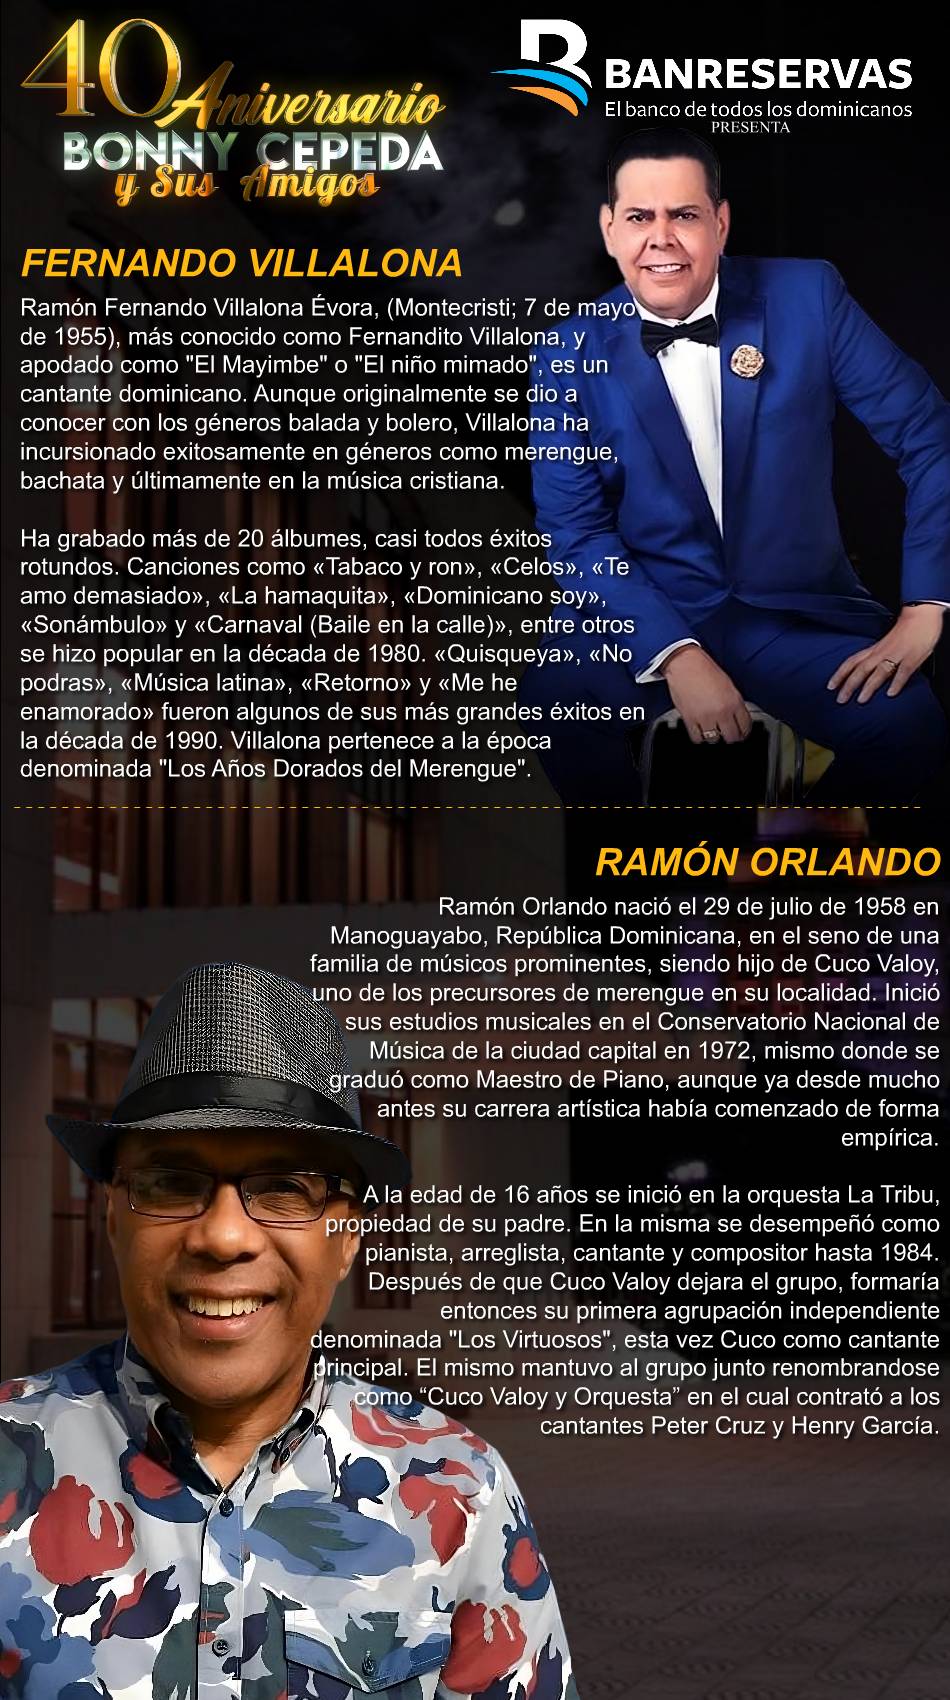 40 Aniversario
BONNY CEPEDA
y Sus Amigos
BANRESERVAS
El banco de todos los dominicanos
PRESENTA
FERNANDO VILLALONA
Ramón Fernando Villalona Évora, (Montecristi; 7 de mayo
de 1955), más conocido como Fernandito Villalona, y
apodado como "El Mayimbe" o "El niño mimado", es un
cantante dominicano. Aunque originalmente se dio a
conocer con los géneros balada y bolero, Villalona ha
incursionado exitosamente en géneros como merengue,
bachata y últimamente en la música cristiana.
Ha grabado más de 20 álbumes, casi todos éxitos
rotundos. Canciones como «Tabaco y ron», «Celos», «Te
amo demasiado», «La hamaquita», «Dominicano soy»,
«Sonámbulo» y «Carnaval (Baile en la calle)», entre otros
se hizo popular en la década de 1980. «Quisqueya», «No
podras», «Música latina», «Retorno» y «Me he
enamorado» fueron algunos de sus más grandes éxitos en
la década de 1990. Villalona pertenece a la época
denominada "Los Años Dorados del Merengue".
RAMÓN ORLANDO
Ramón Orlando nació el 29 de julio de 1958 en
Manoguayabo, República Dominicana, en el seno de una
familia de músicos prominentes, siendo hijo de Cuco Valoy,
uno de los precursores de merengue en su localidad. Inició
sus estudios musicales en el Conservatorio Nacional de
Música de la ciudad capital en 1972, mismo donde se
graduó como Maestro de Piano, aunque ya desde mucho
antes su carrera artística había comenzado de forma
empírica.
A la edad de 16 años se inició en la orquesta La Tribu,
propiedad de su padre. En la misma se desempeñó como
pianista, arreglista, cantante y compositor hasta 1984.
Después de que Cuco Valoy dejara el grupo, formaría
entonces su primera agrupación independiente
denominada "Los Virtuosos", esta vez Cuco como cantante
principal. El mismo mantuvo al grupo junto renombrandose
como “Cuco Valoy y Orquesta” en el cual contrató a los
cantantes Peter Cruz y Henry García.